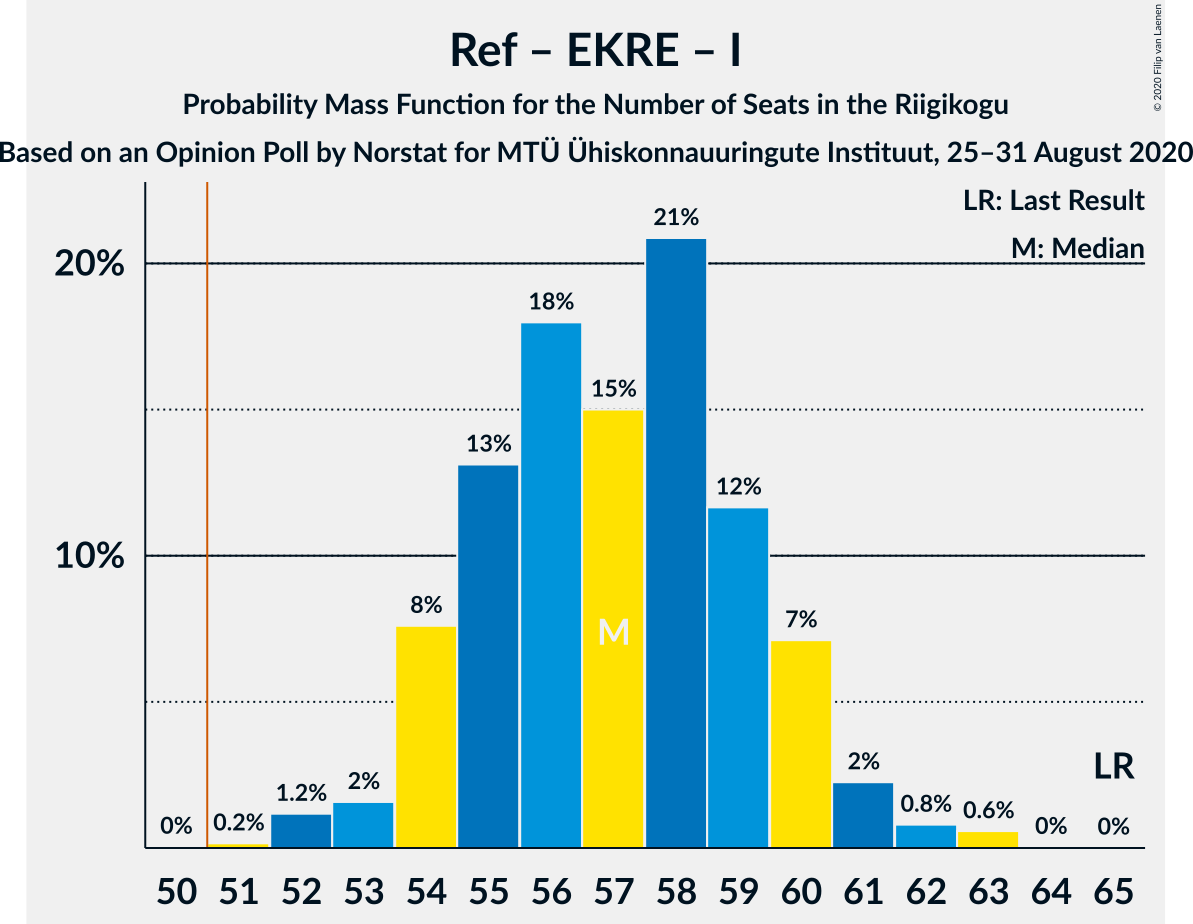 Ref – EKRE – I
Probability Mass Function for the Number of Seats in the Riigikogu
Based on an Opinion Poll by Norstat for MTÜ Ühiskonnauuringute Instituut, 25–31 August 2020
© 2020 Filip van Laenen
LR: Last Result
M: Median
20%
10%
0%
0.2%
1.2%
2%
8%
13%
18%
15%
21%
12%
7%
2%
0.8%
0.6%
0%
0%
M
LR
50 51 52 53 54 55 56 57 58 59 60 61 62 63 64 65